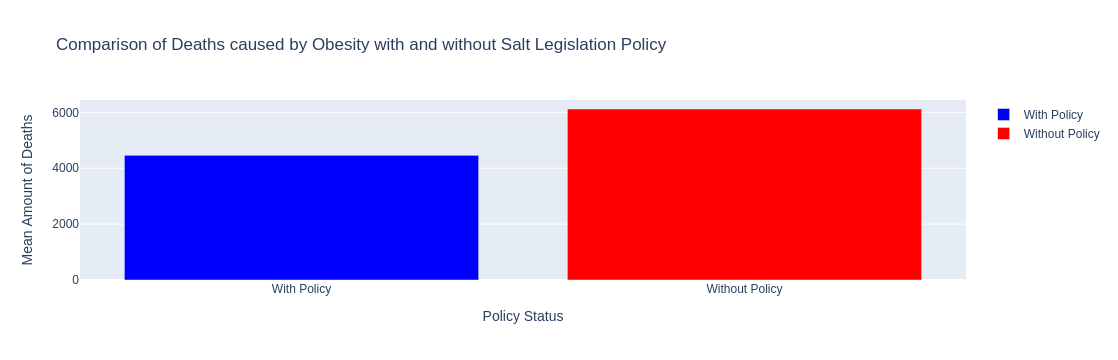 Comparison of Deaths caused by Obesity with and without Salt Legislation Policy
Mean Amount of Deaths
6000
4000
2000
0
With Policy
Without Policy
Policy Status
With Policy
Without Policy